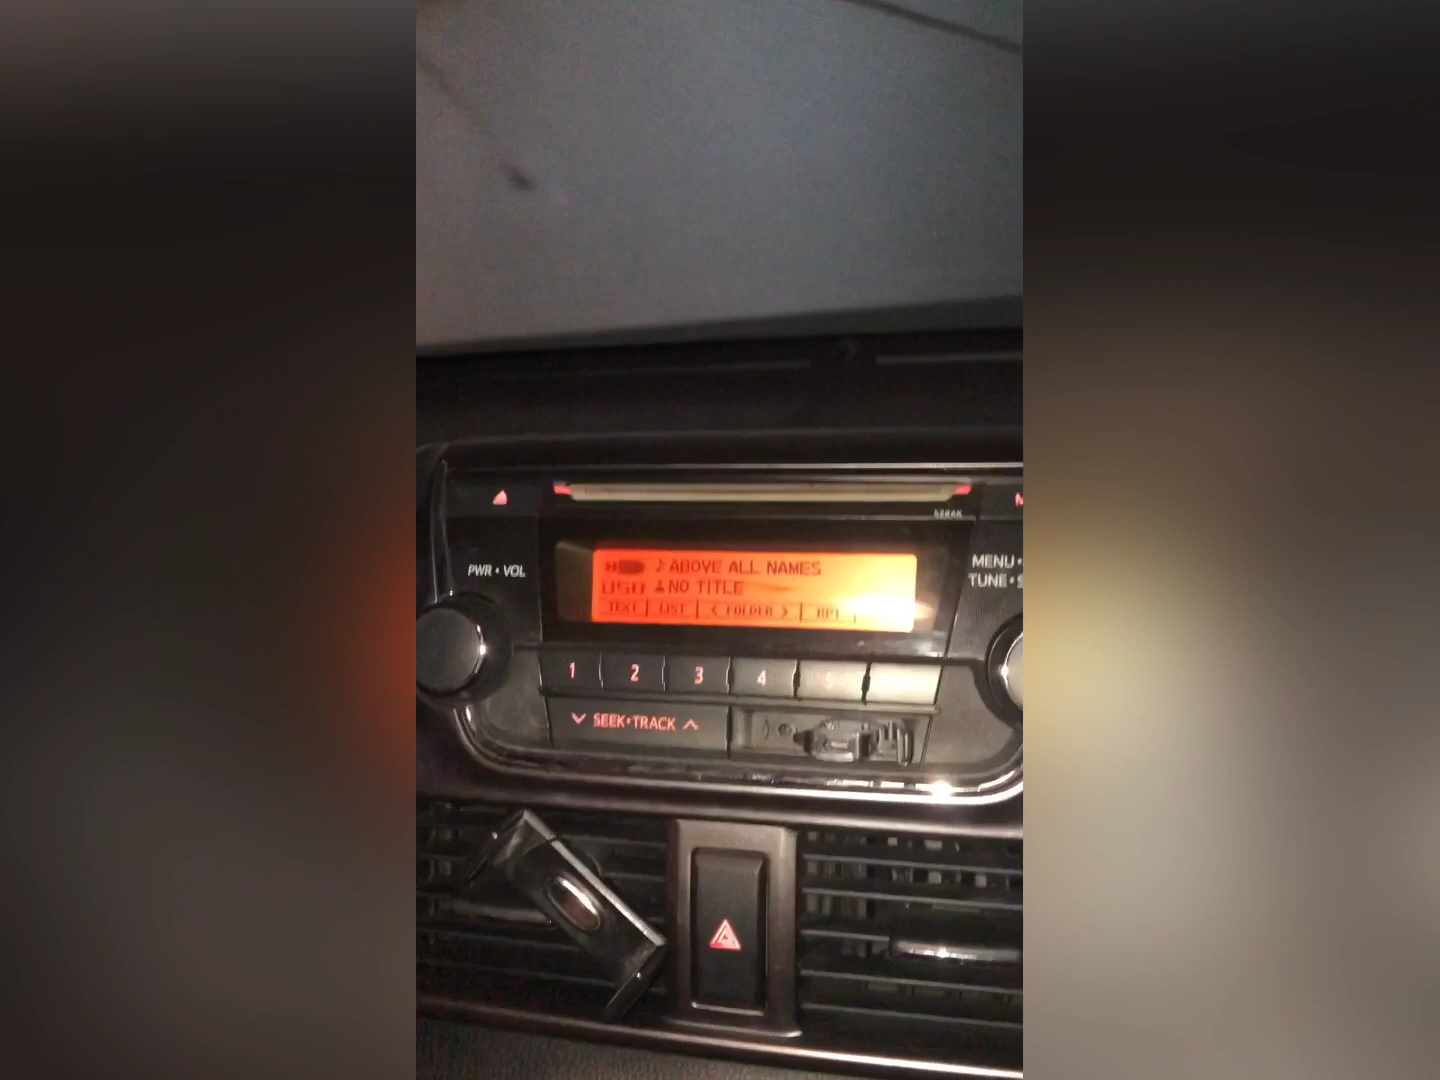 PWR • VOL
MENU•
TUNE•S
♪ ABOVE ALL NAMES
USB NO TITLE
TEXT LIST < FOLDER > RPT
1 2 3 4
∨ SEEK•TRACK ∧